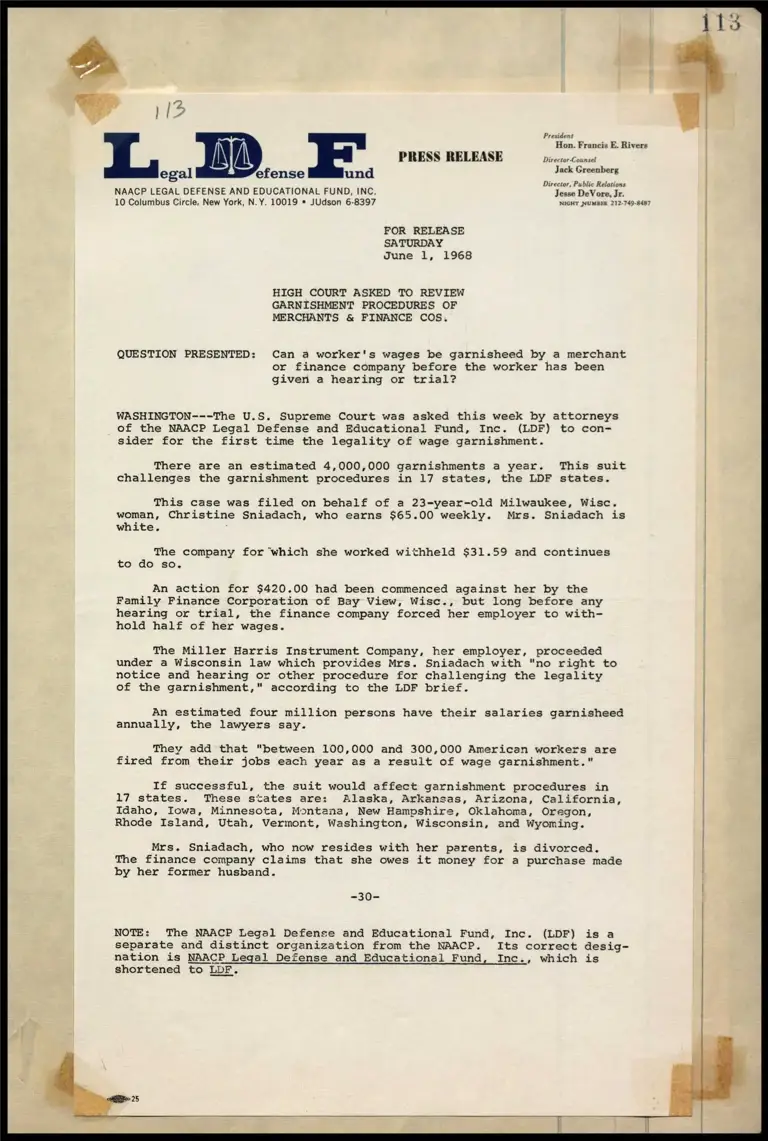 113
113
Legal Defense Fund
PRESS RELEASE
NAACP LEGAL DEFENSE AND EDUCATIONAL FUND, INC.
10 Columbus Circle, New York, N.Y. 10019 • JUdson 6-8397
President
Hon. Francis E. Rivers
Director-Counsel
Jack Greenberg
Director, Public Relations
Jesse DeVore, Jr.
NIGHT NUMBER 212-749-8487
FOR RELEASE
SATURDAY
June 1, 1968
HIGH COURT ASKED TO REVIEW
GARNISHMENT PROCEDURES OF
MERCHANTS & FINANCE COS.
QUESTION PRESENTED: Can a worker's wages be garnisheed by a merchant
or finance company before the worker has been
given a hearing or trial?
WASHINGTON---The U.S. Supreme Court was asked this week by attorneys
of the NAACP Legal Defense and Educational Fund, Inc. (LDF) to con-
sider for the first time the legality of wage garnishment.
There are an estimated 4,000,000 garnishments a year. This suit
challenges the garnishment procedures in 17 states, the LDF states.
This case was filed on behalf of a 23-year-old Milwaukee, Wisc.
woman, Christine Sniadach, who earns $65.00 weekly. Mrs. Sniadach is
white.
The company for which she worked withheld $31.59 and continues
to do so.
An action for $420.00 had been commenced against her by the
Family Finance Corporation of Bay View, Wisc., but long before any
hearing or trial, the finance company forced her employer to with-
hold half of her wages.
The Miller Harris Instrument Company, her employer, proceeded
under a Wisconsin law which provides Mrs. Sniadach with "no right to
notice and hearing or other procedure for challenging the legality
of the garnishment," according to the LDF brief.
An estimated four million persons have their salaries garnisheed
annually, the lawyers say.
They add that "between 100,000 and 300,000 American workers are
fired from their jobs each year as a result of wage garnishment."
If successful, the suit would affect garnishment procedures in
17 states. These states are: Alaska, Arkansas, Arizona, California,
Idaho, Iowa, Minnesota, Montana, New Hampshire, Oklahoma, Oregon,
Rhode Island, Utah, Vermont, Washington, Wisconsin, and Wyoming.
Mrs. Sniadach, who now resides with her parents, is divorced.
The finance company claims that she owes it money for a purchase made
by her former husband.
-30-
NOTE: The NAACP Legal Defense and Educational Fund, Inc. (LDF) is a
separate and distinct organization from the NAACP. Its correct desig-
nation is NAACP Legal Defense and Educational Fund, Inc., which is
shortened to LDF.
25